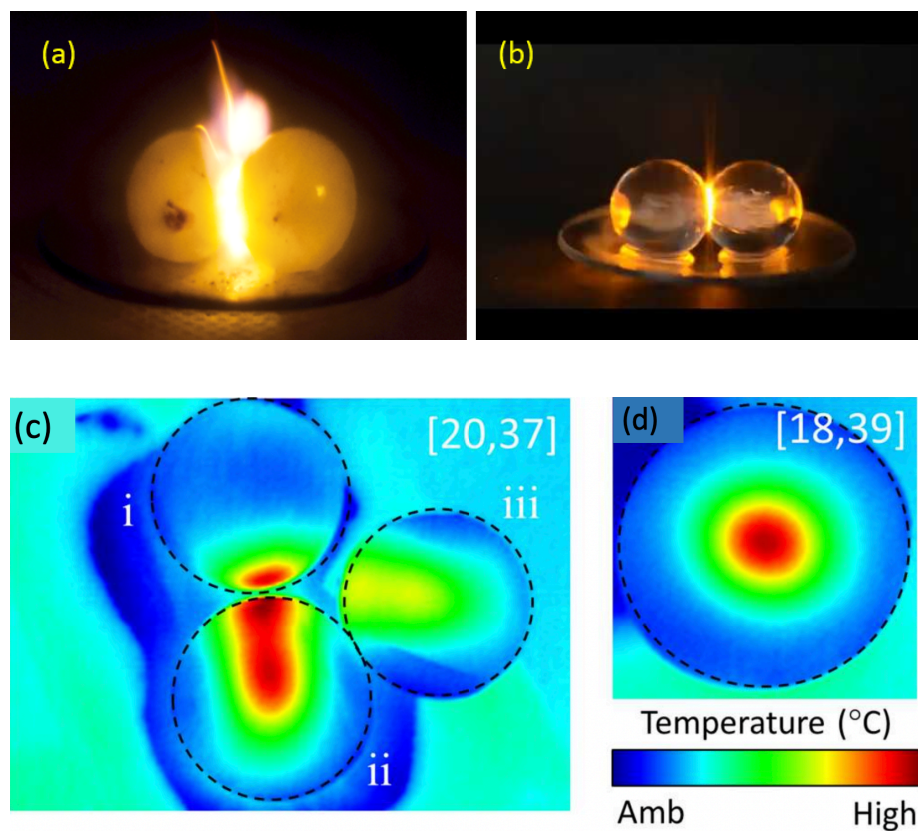 (a)
(b)
(c)
[20,37]
i
iii
ii
(d)
[18,39]
Temperature (°C)
Amb
High